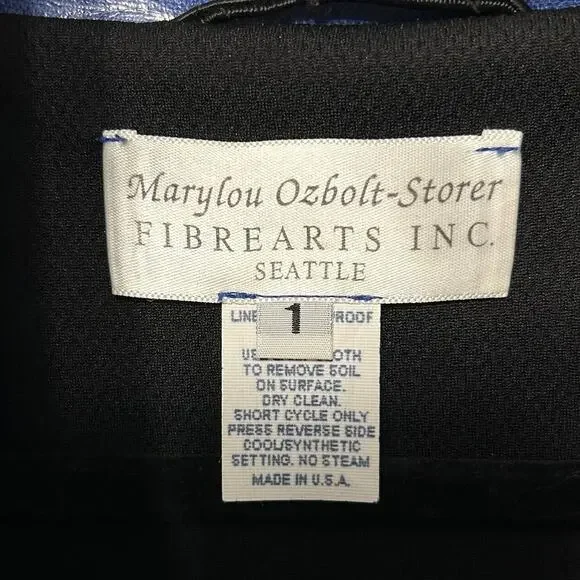 Marylou Ozbolt-Storer
FIBREARTS INC.
SEATTLE
1
TO REMOVE SOIL
ON SURFACE.
DRY CLEAN.
SHORT CYCLE ONLY
PRESS REVERSE SIDE
COOL/SYNTHETIC
SETTING. NO STEAM
MADE IN U.S.A.